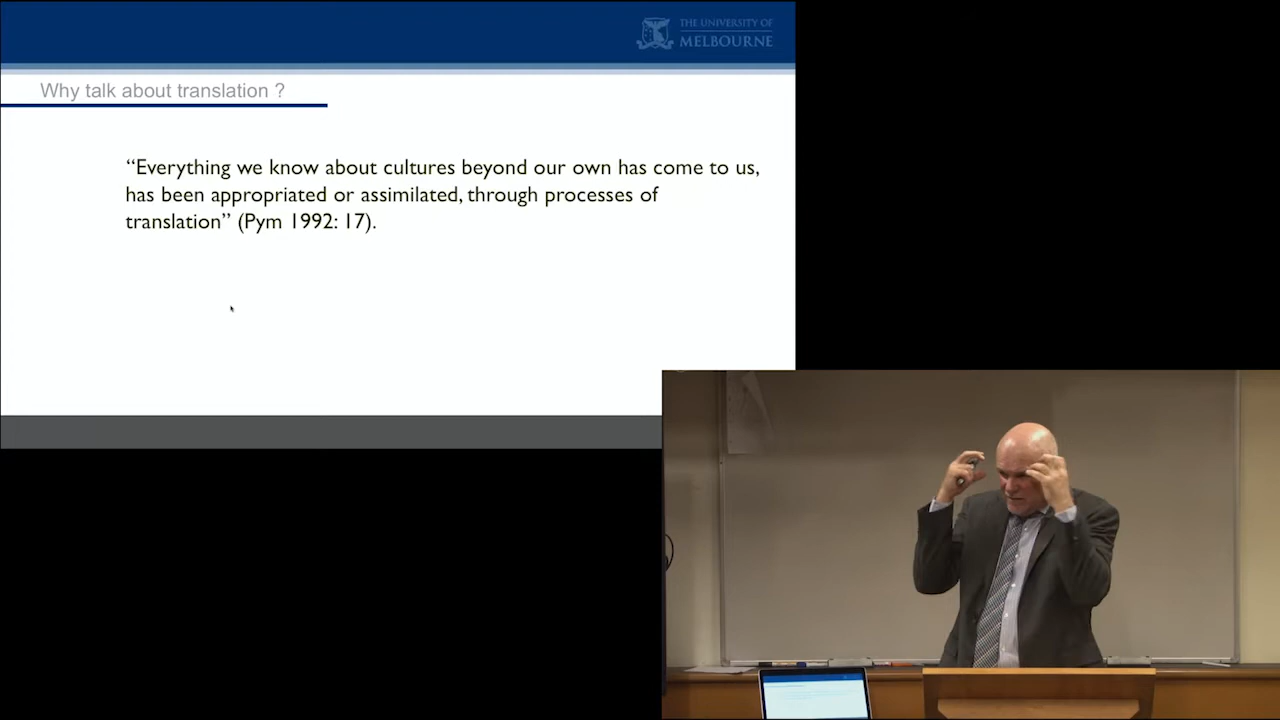 THE UNIVERSITY OF
MELBOURNE
Why talk about translation ?
“Everything we know about cultures beyond our own has come to us,
has been appropriated or assimilated, through processes of
translation” (Pym 1992: 17).